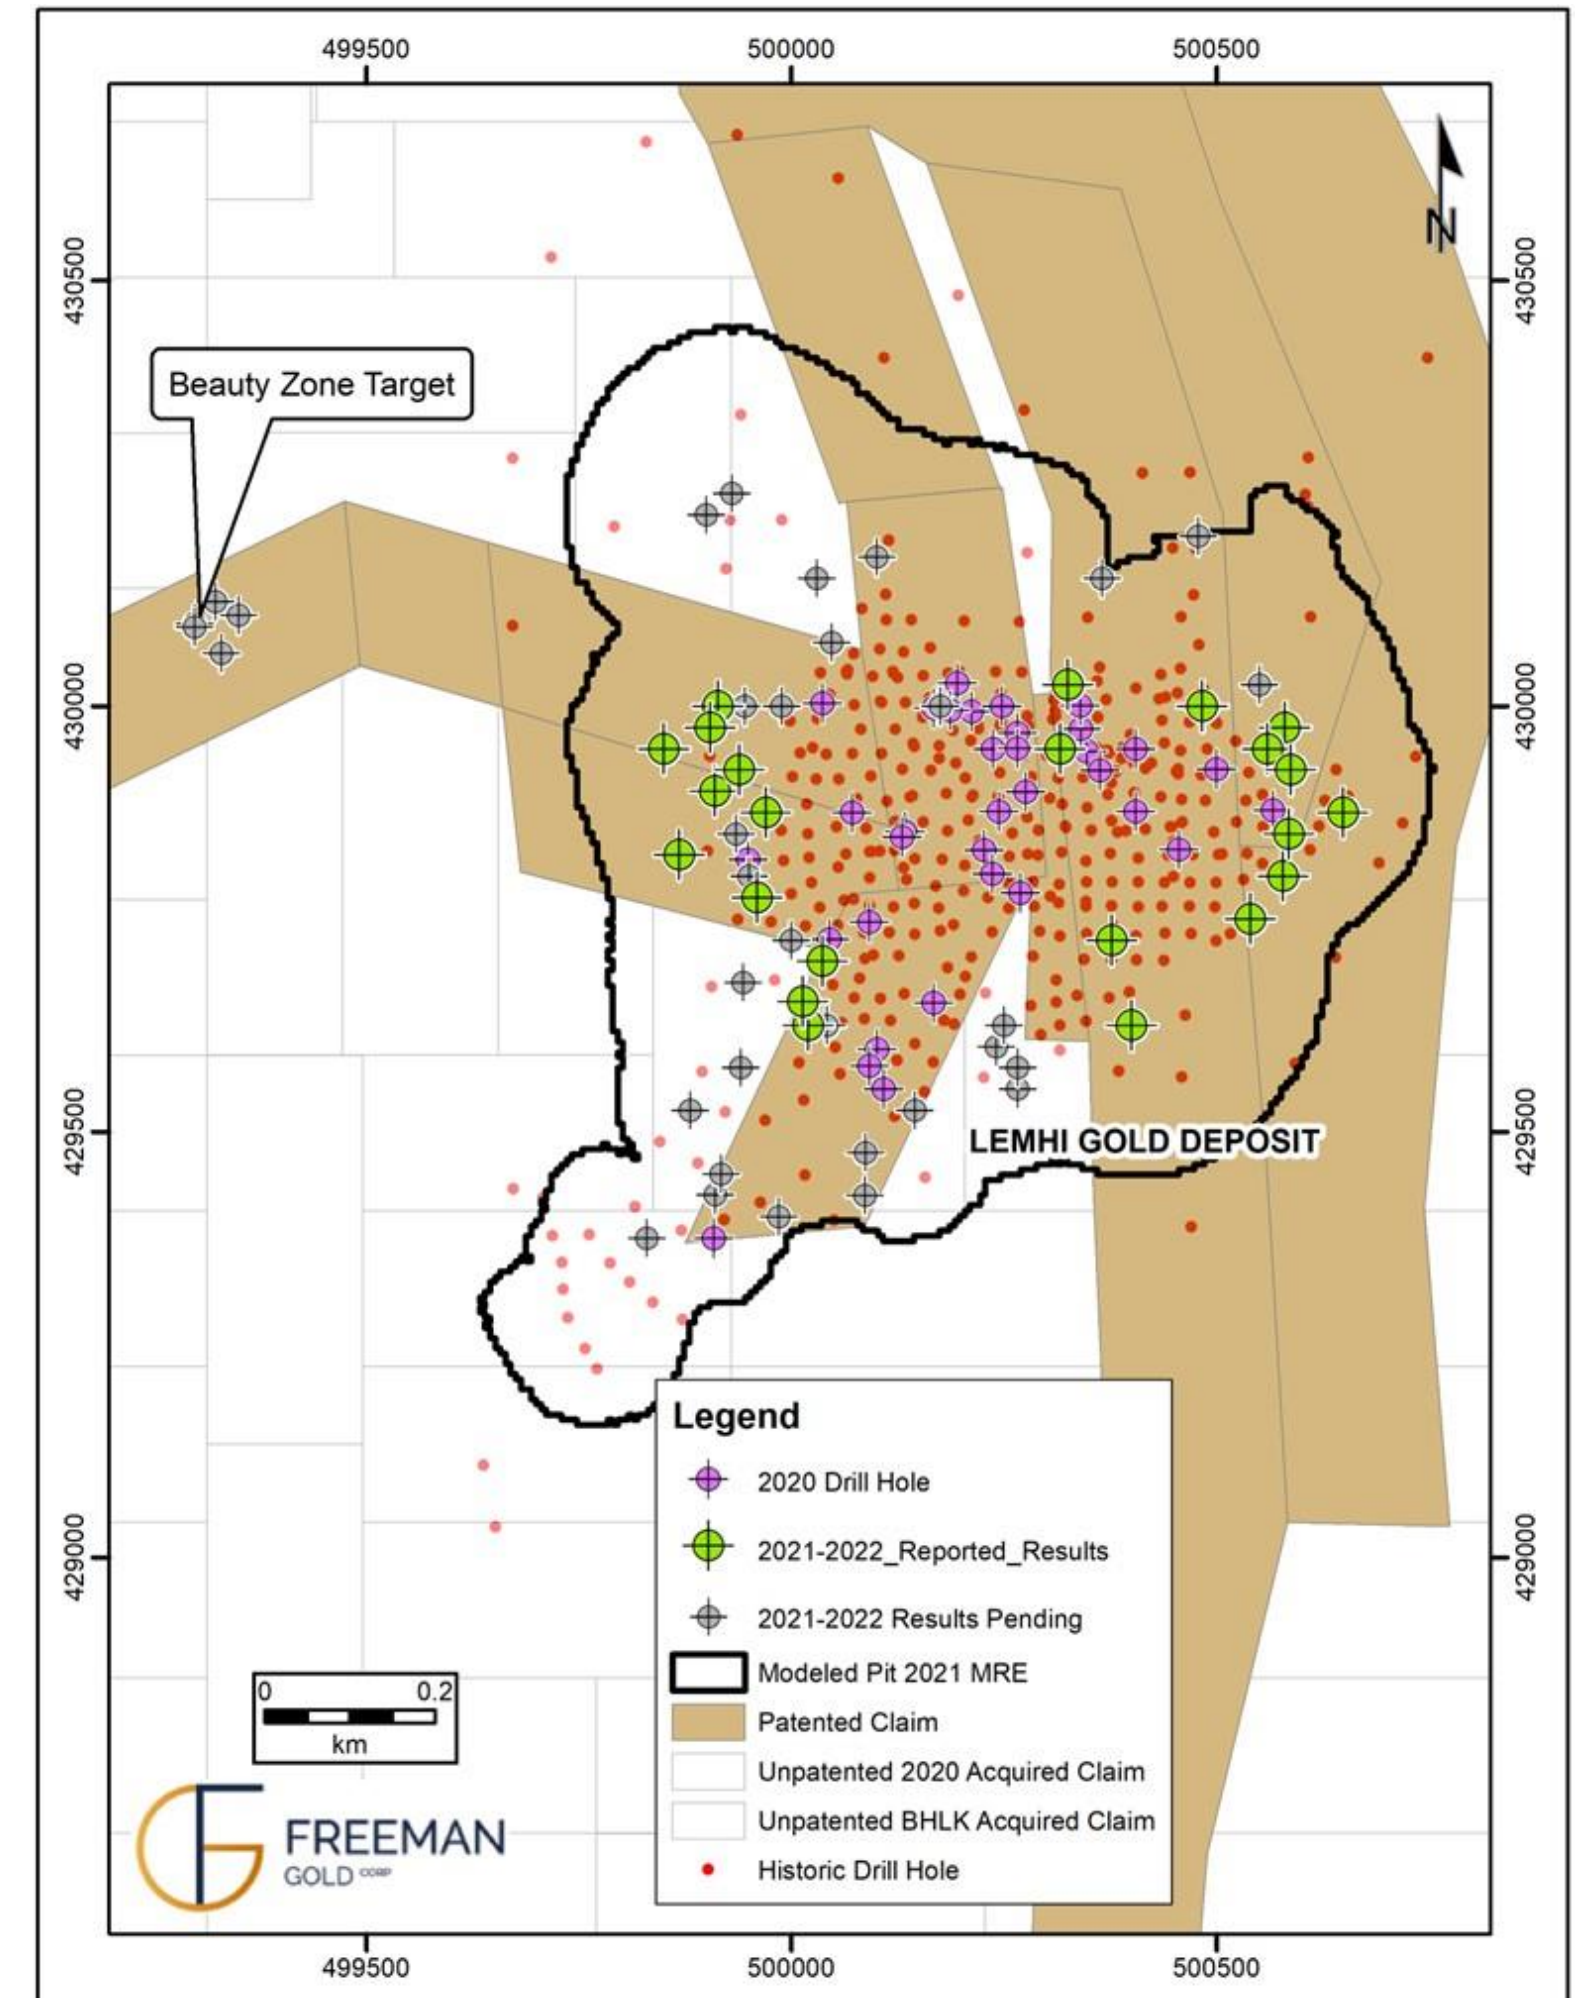 499500 500000 500500
N
430500 430500
Beauty Zone Target
430000 430000
429500 429500
LEMHI GOLD DEPOSIT
429000 429000
Legend
2020 Drill Hole
2021-2022_Reported_Results
2021-2022 Results Pending
Modeled Pit 2021 MRE
Patented Claim
Unpatented 2020 Acquired Claim
Unpatented BHLK Acquired Claim
Historic Drill Hole
0 0.2
km
FREEMAN
GOLD CORP
499500 500000 500500